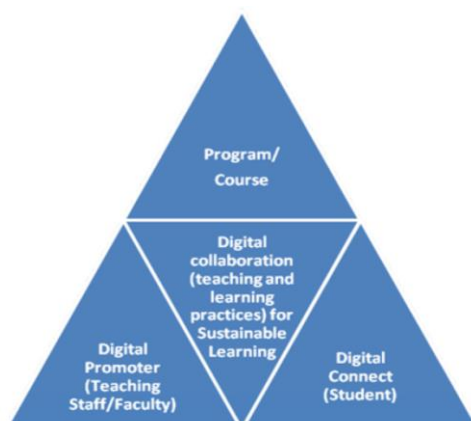 Program/
Course
Digital
collaboration
(teaching and
learning
practices) for
Sustainable
Learning
Digital
Promoter
(Teaching
Staff/Faculty)
Digital
Connect
(Student)